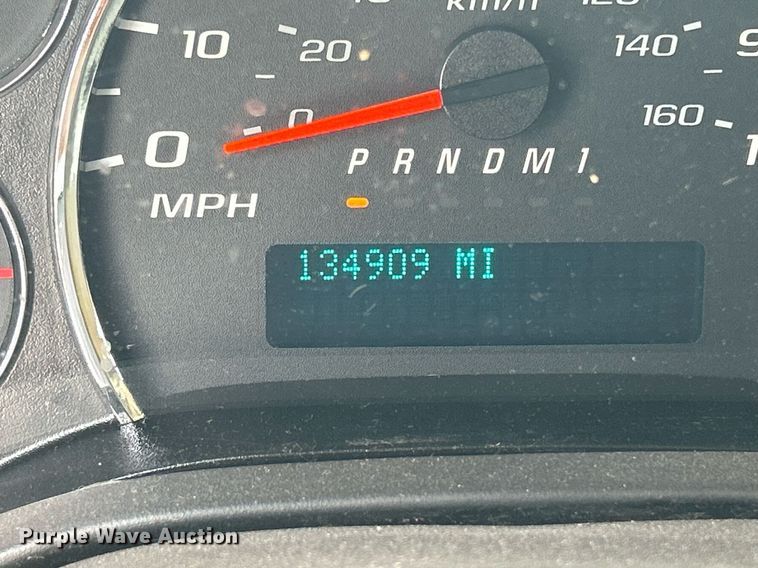 km/h
10 20 140
0 0 160
P R N D M 1
MPH
134909 MI
Purple Wave Auction